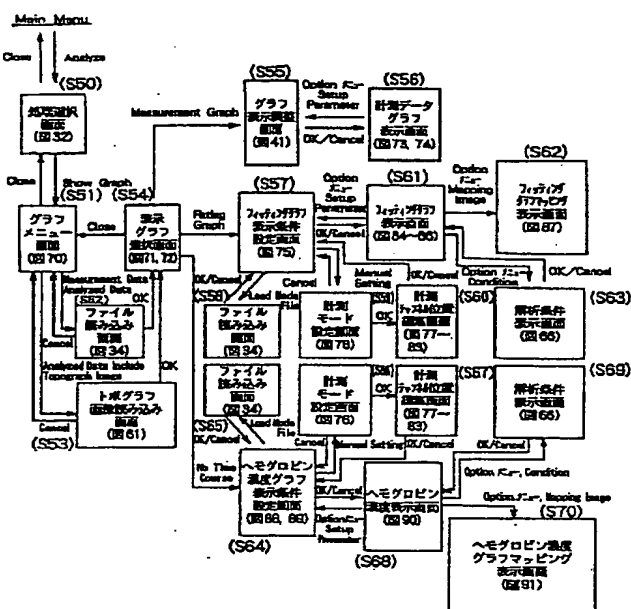 Main Menu
Close
Analyze
(S50)
処理選択
画面
(図32)
Close
Show Graph
(S51)
(S54)
グラフ
メニュー
画面
(図70)
Close
表示
グラフ
選択画面
(図71, 72)
Measurement Data
Analyzed Data
(S52)
OK
ファイル
読み込み
画面
(図34)
Cancel
Analyzed Data Include
Topograph Image
OK
トポグラフ
画像読み込み
画面
(図61)
Cancel
(S53)
Measurement Graph
(S55)
グラフ
表示調整
画面
(図41)
Option メニュー
Setup
Parameter
OK/Cancel
(S56)
計測データ
グラフ
表示画面
(図73, 74)
Fitting
Graph
(S57)
フィッティンググラフ
表示条件
設定画面
(図75)
Option
メニュー
Setup
Parameter
OK/Cancel
(S61)
フィッティンググラフ
表示画面
(図84~86)
Option
メニュー
Mapping
Image
(S62)
フィッティング
グラフマッピング
表示画面
(図87)
OK/Cancel
(S58)
Load Mode
File
ファイル
読み込み
画面
(図34)
Cancel
Manual
Setting
計測
モード
設定画面
(図76)
(S59)
OK
OK/Cancel
(S60)
計測
チャネル位置
画面
(図77~
83)
Option メニュー
Condition
OK/Cancel
(S63)
解析条件
表示画面
(図66)
ファイル
読み込み
画面
(図34)
(S65)
OK/Cancel
Load Mode
File
計測
モード
設定画面
(図76)
(S66)
OK
(S67)
計測
チャネル位置
画面
(図77~
83)
(S69)
解析条件
表示画面
(図66)
Cancel
Manual Setting
OK/Cancel
OK/Cancel
No Time
Course
ヘモグロビン
濃度グラフ
表示条件
設定画面
(図88, 89)
(S64)
OK/Cancel
Option メニュー
Setup
Parameter
ヘモグロビン
濃度表示画面
(図90)
(S68)
Option メニュー, Condition
Option メニュー, Mapping Image
(S70)
ヘモグロビン濃度
グラフマッピング
表示画面
(図91)